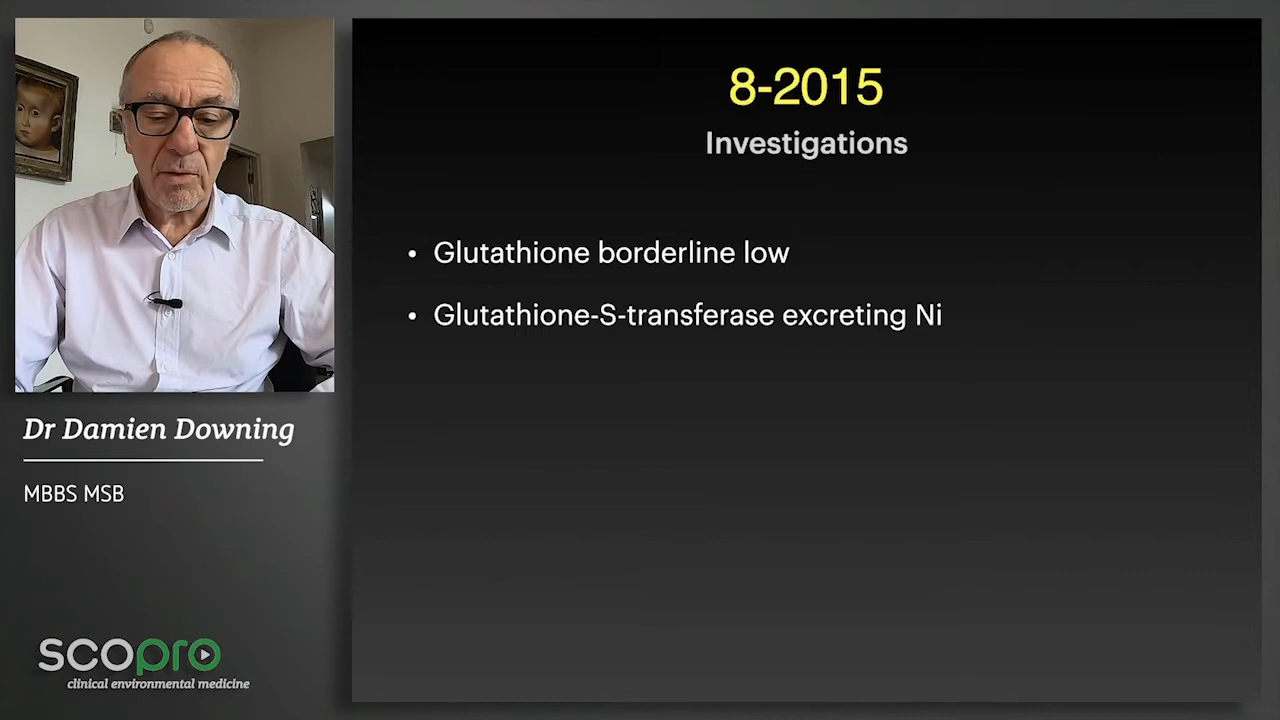 8-2015
Investigations
• Glutathione borderline low
• Glutathione-S-transferase excreting Ni
Dr Damien Downing
MBBS MSB
scopro
clinical environmental medicine